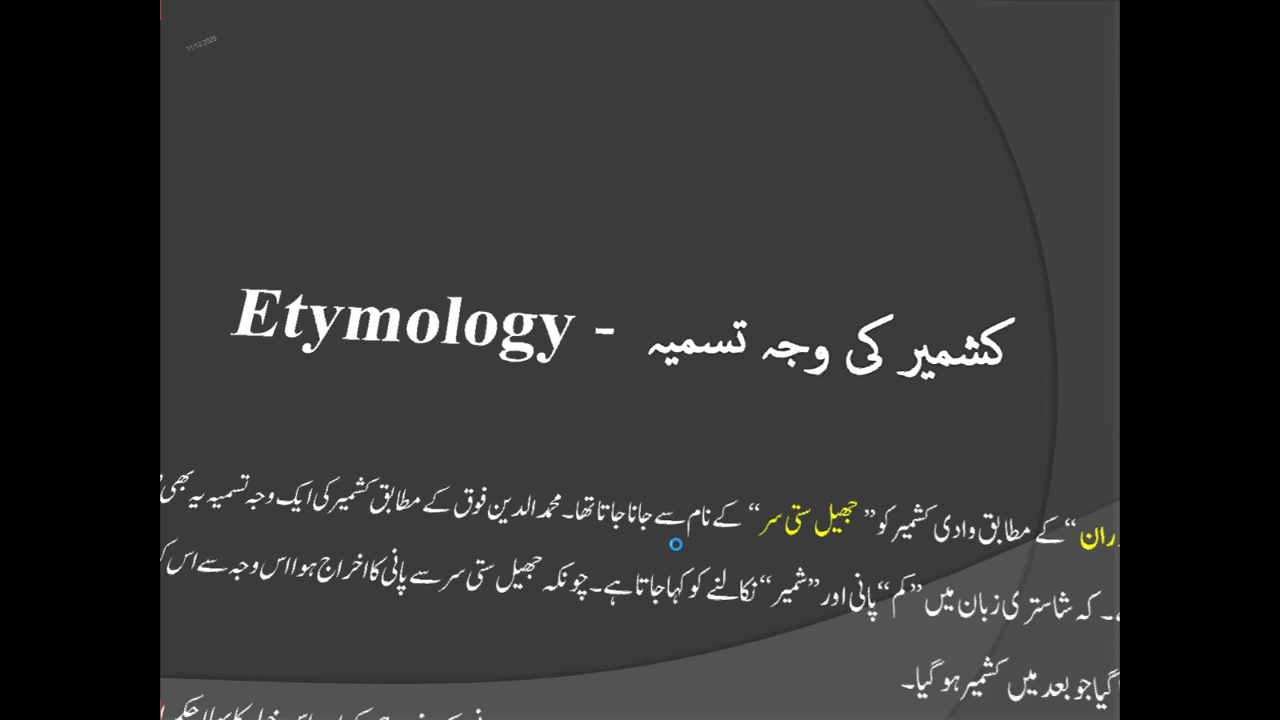 11/12/2020
کشمیر کی وجہ تسمیہ - Etymology
ران“ کے مطابق وادی کشمیر کو ”جھیل ستی سر“ کے نام سے جانا جاتا تھا۔ محمد الدین فوق کے مطابق کشمیر کی ایک وجہ تسمیہ یہ بھی
کہ شاستری زبان میں ”کم“ پانی اور ”شمیر“ نکالنے کو کہا جاتا ہے۔ چونکہ جھیل ستی سر سے پانی کا اخراج ہوا اس وجہ سے اس
گیا جو بعد میں کشمیر ہو گیا۔